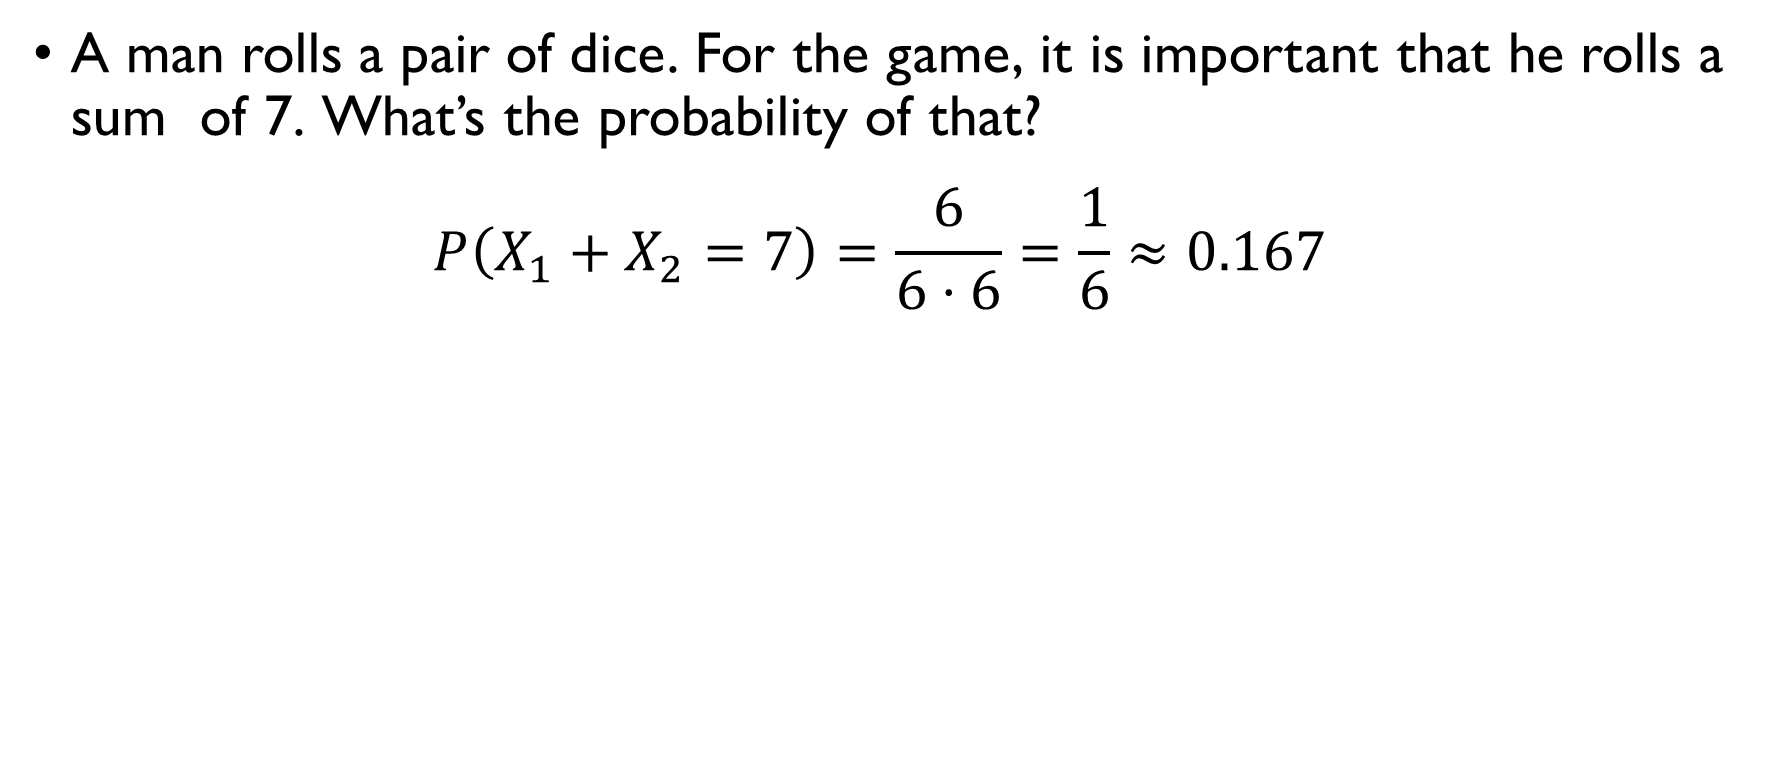 • A man rolls a pair of dice. For the game, it is important that he rolls a
sum  of 7. What’s the probability of that?
𝑃(𝑋₁ + 𝑋₂ = 7) = 6/(6 · 6) = 1/6 ≈ 0.167